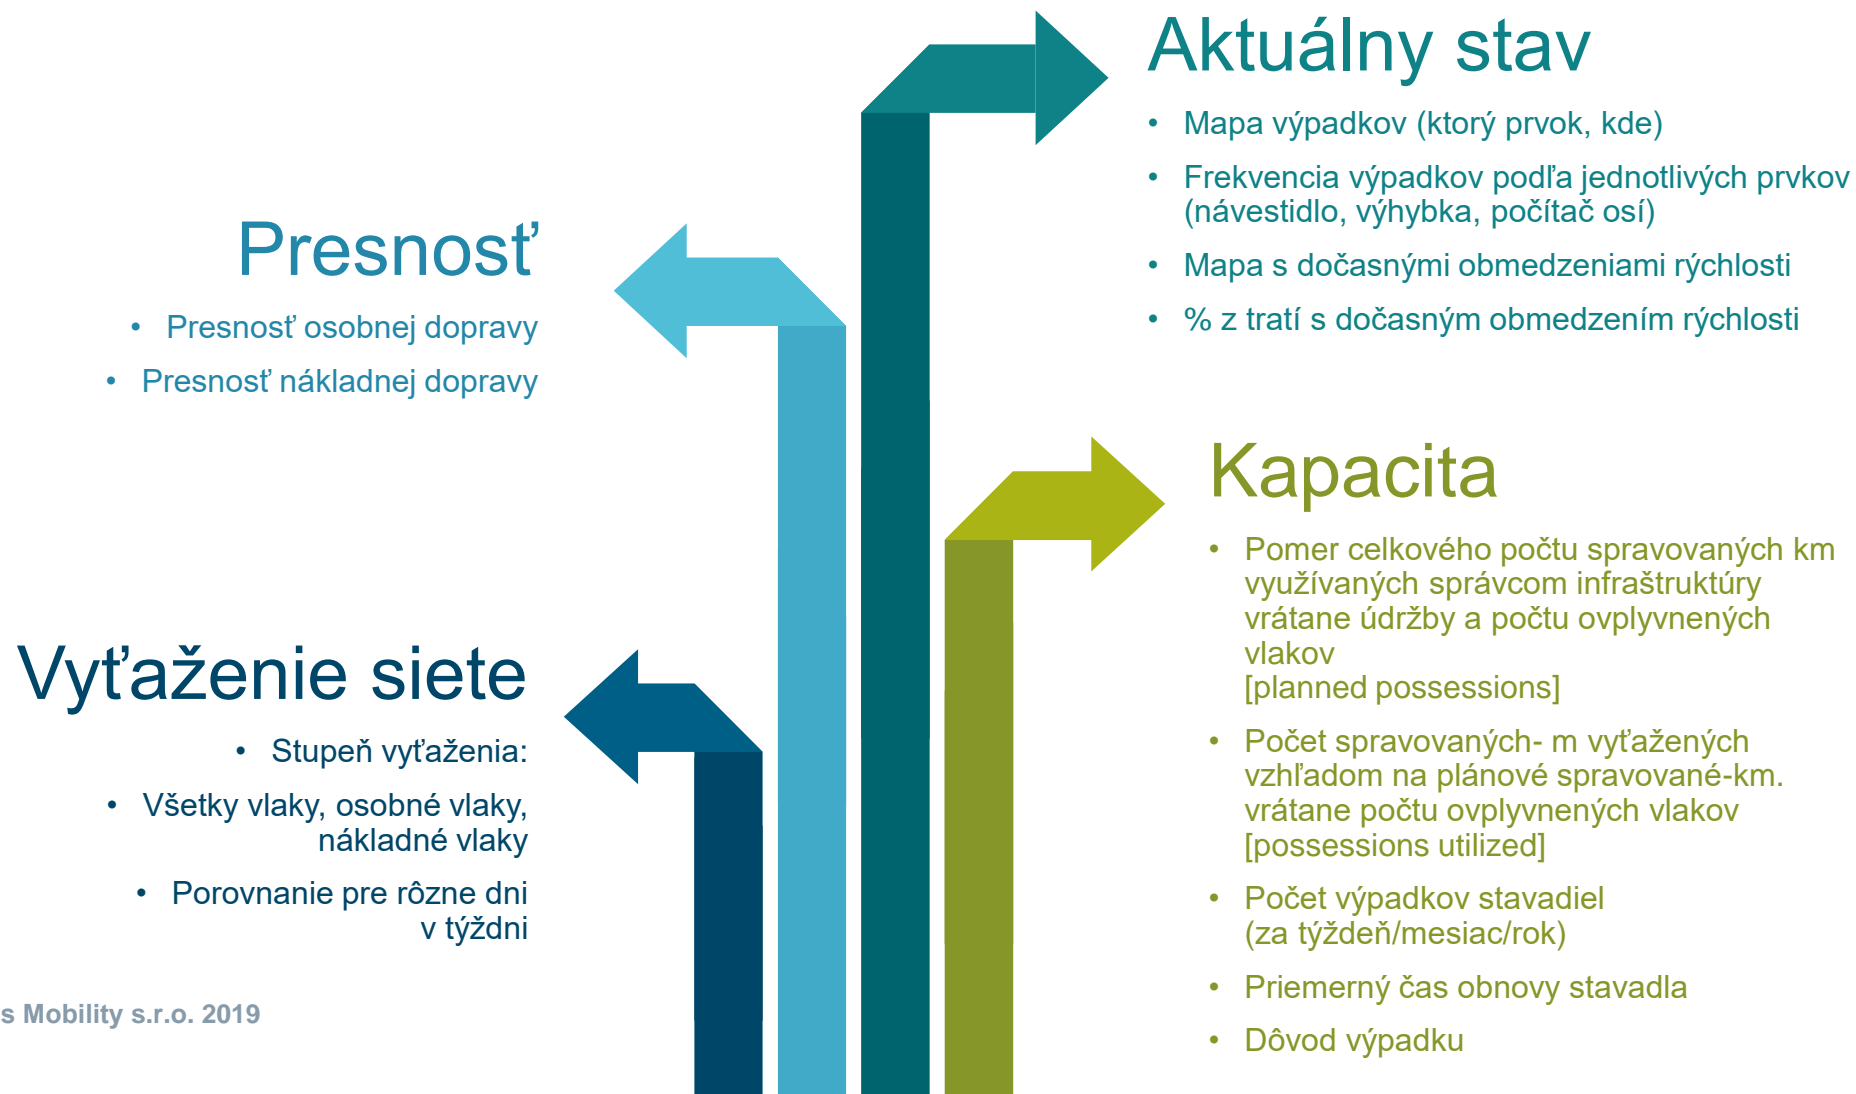 Aktuálny stav
• Mapa výpadkov (ktorý prvok, kde)
• Frekvencia výpadkov podľa jednotlivých prvkov
(návestidlo, výhybka, počítač osí)
• Mapa s dočasnými obmedzeniami rýchlosti
• % z tratí s dočasným obmedzením rýchlosti
Presnosť
• Presnosť osobnej dopravy
• Presnosť nákladnej dopravy
Kapacita
• Pomer celkového počtu spravovaných km
využívaných správcom infraštruktúry
vrátane údržby a počtu ovplyvnených
vlakov
[planned possessions]
• Počet spravovaných- m vyťažených
vzhľadom na plánové spravované-km.
vrátane počtu ovplyvnených vlakov
[possessions utilized]
• Počet výpadkov stavadiel
(za týždeň/mesiac/rok)
• Priemerný čas obnovy stavadla
• Dôvod výpadku
Vyťaženie siete
• Stupeň vyťaženia:
• Všetky vlaky, osobné vlaky,
nákladné vlaky
• Porovnanie pre rôzne dni
v týždni
s Mobility s.r.o. 2019